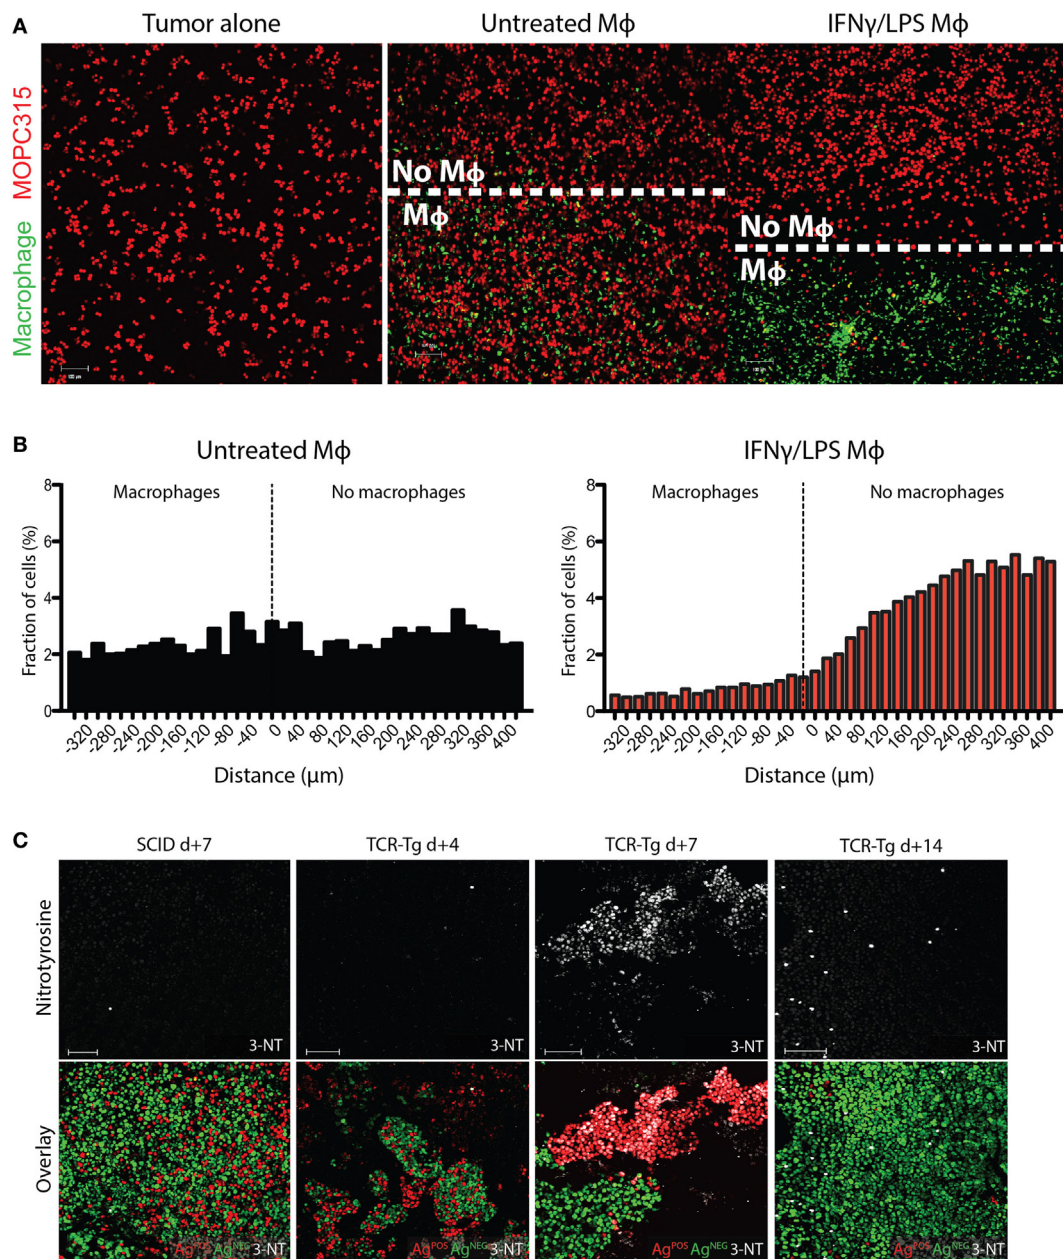 A
Tumor alone
Untreated Mϕ
IFNγ/LPS Mϕ
Macrophage MOPC315
No Mϕ
Mϕ
No Mϕ
Mϕ
100 µm
100 µm
B
Untreated Mϕ
IFNγ/LPS Mϕ
Macrophages
No macrophages
Macrophages
No macrophages
Fraction of cells (%)
8
6
4
2
0
-320 -280 -240 -200 -160 -120 -80 -40 0 40 80 120 160 200 240 280 320 360 400
Distance (µm)
Fraction of cells (%)
8
6
4
2
0
-320 -280 -240 -200 -160 -120 -80 -40 0 40 80 120 160 200 240 280 320 360 400
Distance (µm)
C
SCID d+7
TCR-Tg d+4
TCR-Tg d+7
TCR-Tg d+14
Nitrotyrosine
3-NT
3-NT
3-NT
3-NT
Overlay
Ag^POS Ag^NEG 3-NT
Ag^POS Ag^NEG 3-NT
Ag^POS Ag^NEG 3-NT
Ag^POS Ag^NEG 3-NT